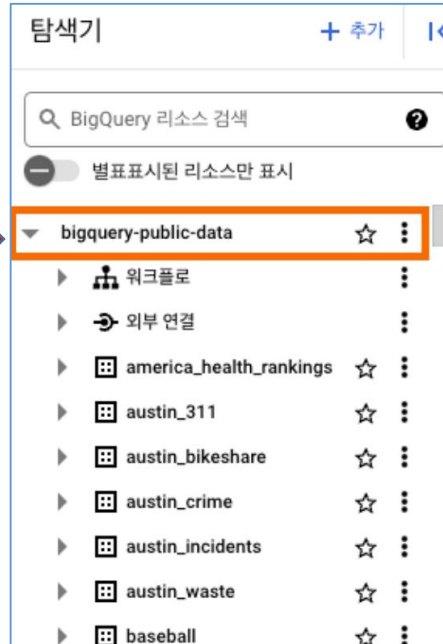 탐색기
+ 추가
BigQuery 리소스 검색
별표표시된 리소스만 표시
bigquery-public-data
워크플로
외부 연결
america_health_rankings
austin_311
austin_bikeshare
austin_crime
austin_incidents
austin_waste
baseball